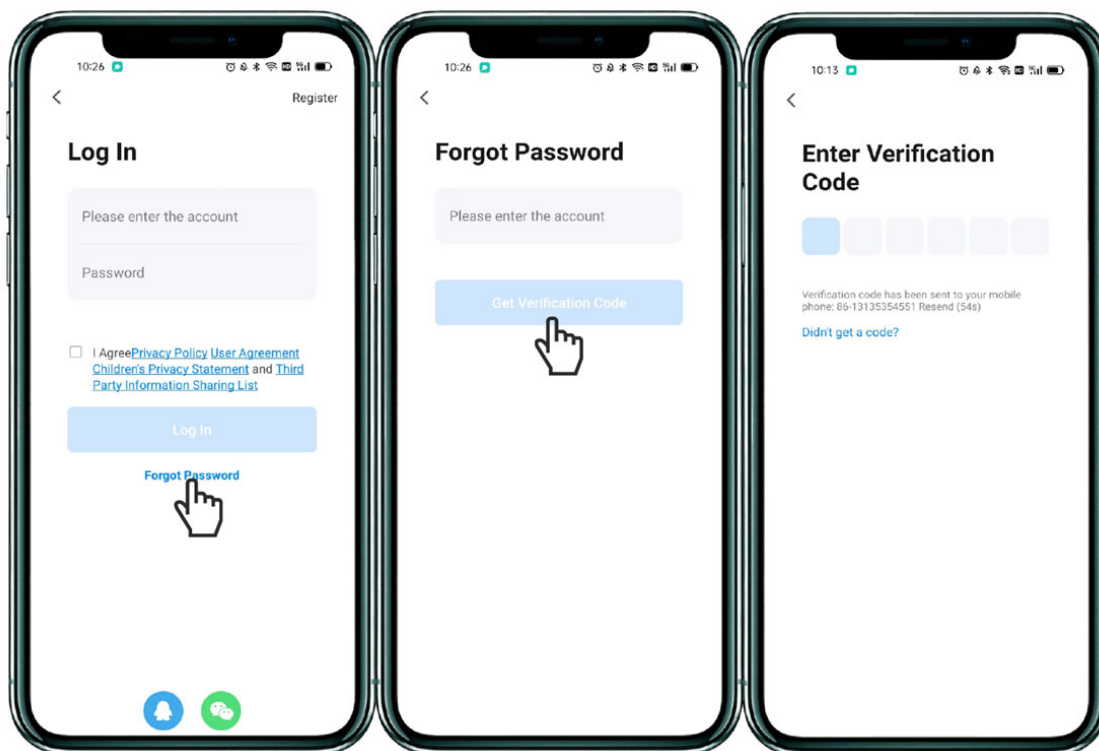 10:26
Register
Log In
Please enter the account
Password
I AgreePrivacy Policy User Agreement
Children's Privacy Statement and Third
Party Information Sharing List
Log In
Forgot Password
10:26
Forgot Password
Please enter the account
Get Verification Code
10:13
Enter Verification
Code
Verification code has been sent to your mobile
phone: 86-13135354551 Resend (54s)
Didn't get a code?